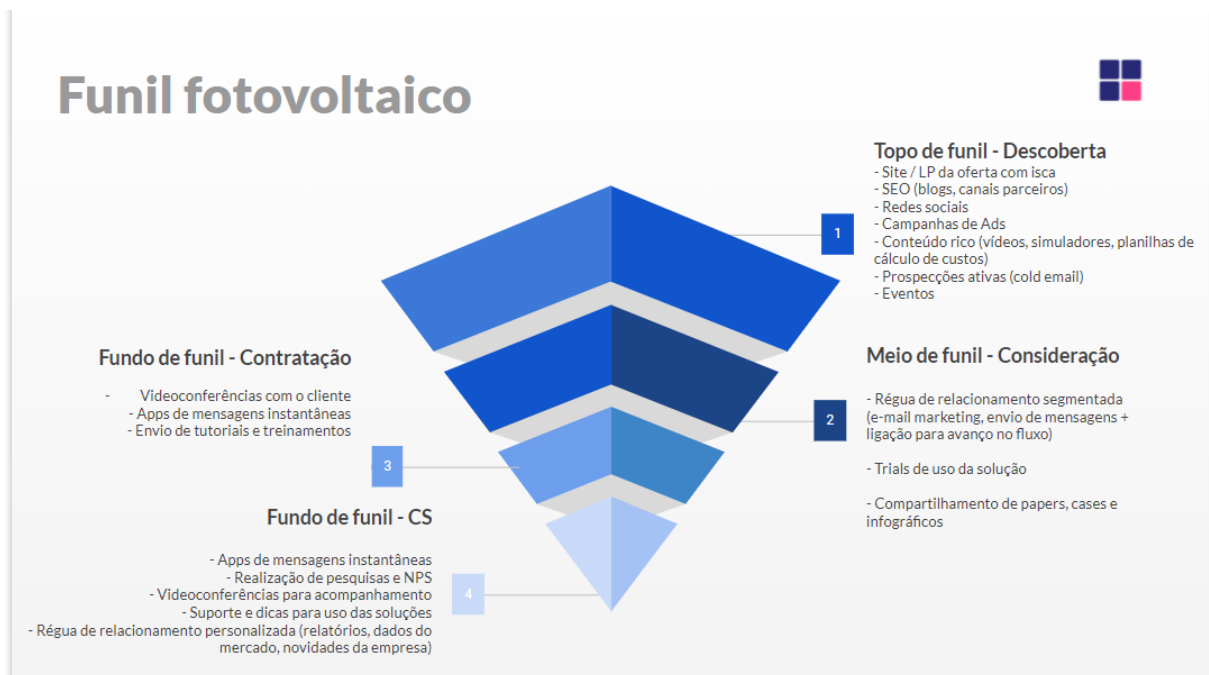 Funil fotovoltaico
Topo de funil - Descoberta
- Site / LP da oferta com isca
- SEO (blogs, canais parceiros)
- Redes sociais
- Campanhas de Ads
- Conteúdo rico (vídeos, simuladores, planilhas de
cálculo de custos)
- Prospecções ativas (cold email)
- Eventos
1
Meio de funil - Consideração
- Régua de relacionamento segmentada
(e-mail marketing, envio de mensagens +
ligação para avanço no fluxo)
- Trials de uso da solução
- Compartilhamento de papers, cases e
infográficos
2
Fundo de funil - Contratação
- Videoconferências com o cliente
- Apps de mensagens instantâneas
- Envio de tutoriais e treinamentos
3
Fundo de funil - CS
- Apps de mensagens instantâneas
- Realização de pesquisas e NPS
- Videoconferências para acompanhamento
- Suporte e dicas para uso das soluções
- Régua de relacionamento personalizada (relatórios, dados do
mercado, novidades da empresa)
4